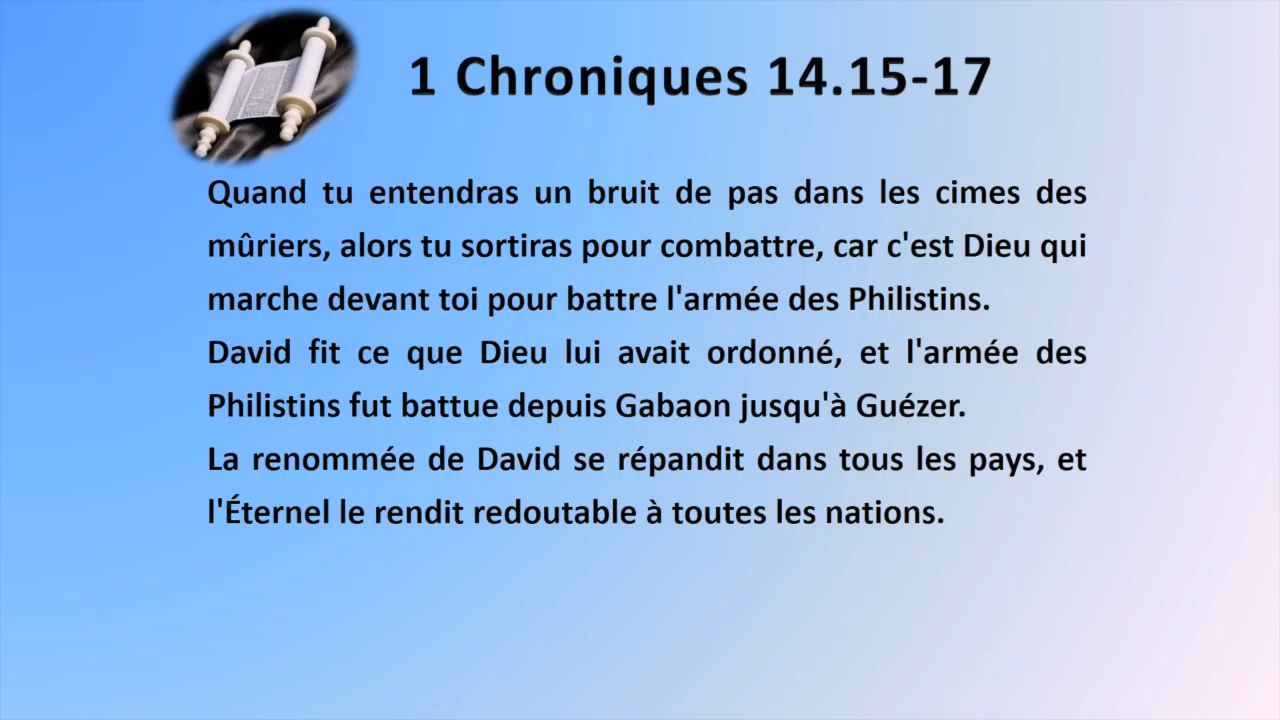 1 Chroniques 14.15-17
Quand tu entendras un bruit de pas dans les cimes des
mûriers, alors tu sortiras pour combattre, car c'est Dieu qui
marche devant toi pour battre l'armée des Philistins.
David fit ce que Dieu lui avait ordonné, et l'armée des
Philistins fut battue depuis Gabaon jusqu'à Guézer.
La renommée de David se répandit dans tous les pays, et
l'Éternel le rendit redoutable à toutes les nations.